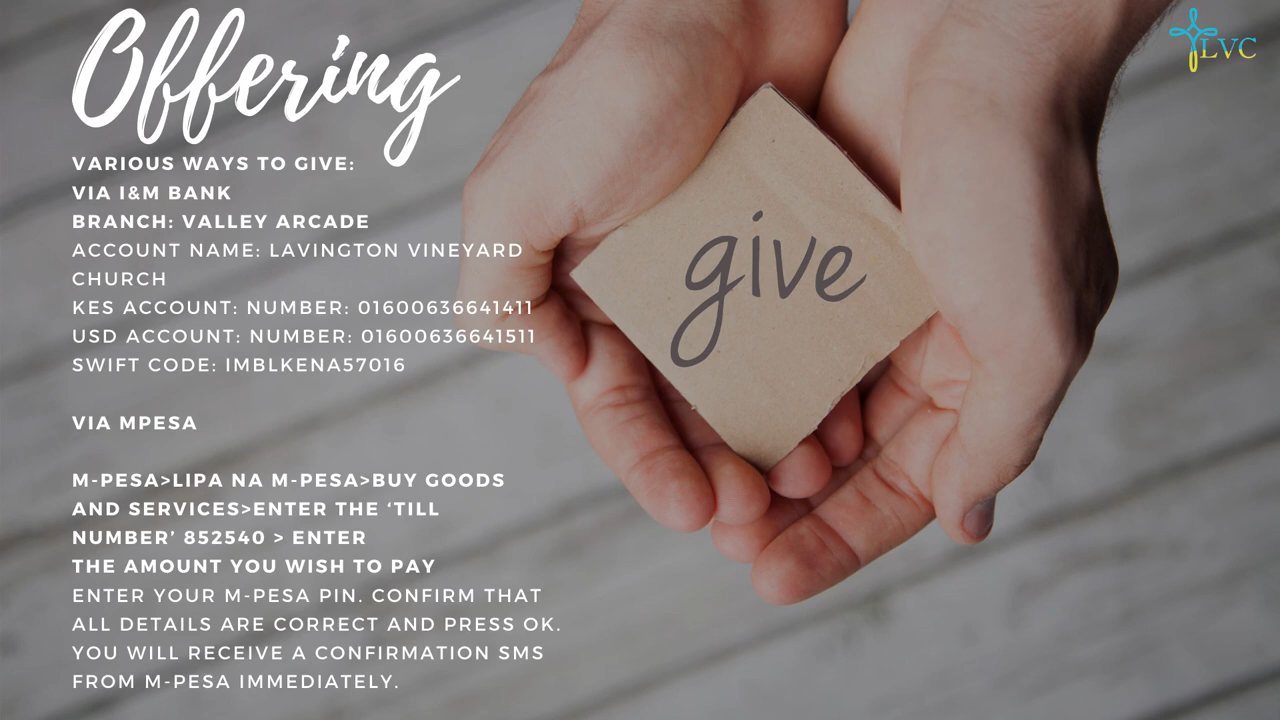 Offering
LVC
VARIOUS WAYS TO GIVE:
VIA I&M BANK
BRANCH: VALLEY ARCADE
ACCOUNT NAME: LAVINGTON VINEYARD
CHURCH
KES ACCOUNT: NUMBER: 01600636641411
USD ACCOUNT: NUMBER: 01600636641511
SWIFT CODE: IMBLKENA57016
VIA MPESA
M-PESA>LIPA NA M-PESA>BUY GOODS
AND SERVICES>ENTER THE ‘TILL
NUMBER’ 852540 > ENTER
THE AMOUNT YOU WISH TO PAY
ENTER YOUR M-PESA PIN. CONFIRM THAT
ALL DETAILS ARE CORRECT AND PRESS OK.
YOU WILL RECEIVE A CONFIRMATION SMS
FROM M-PESA IMMEDIATELY.
give